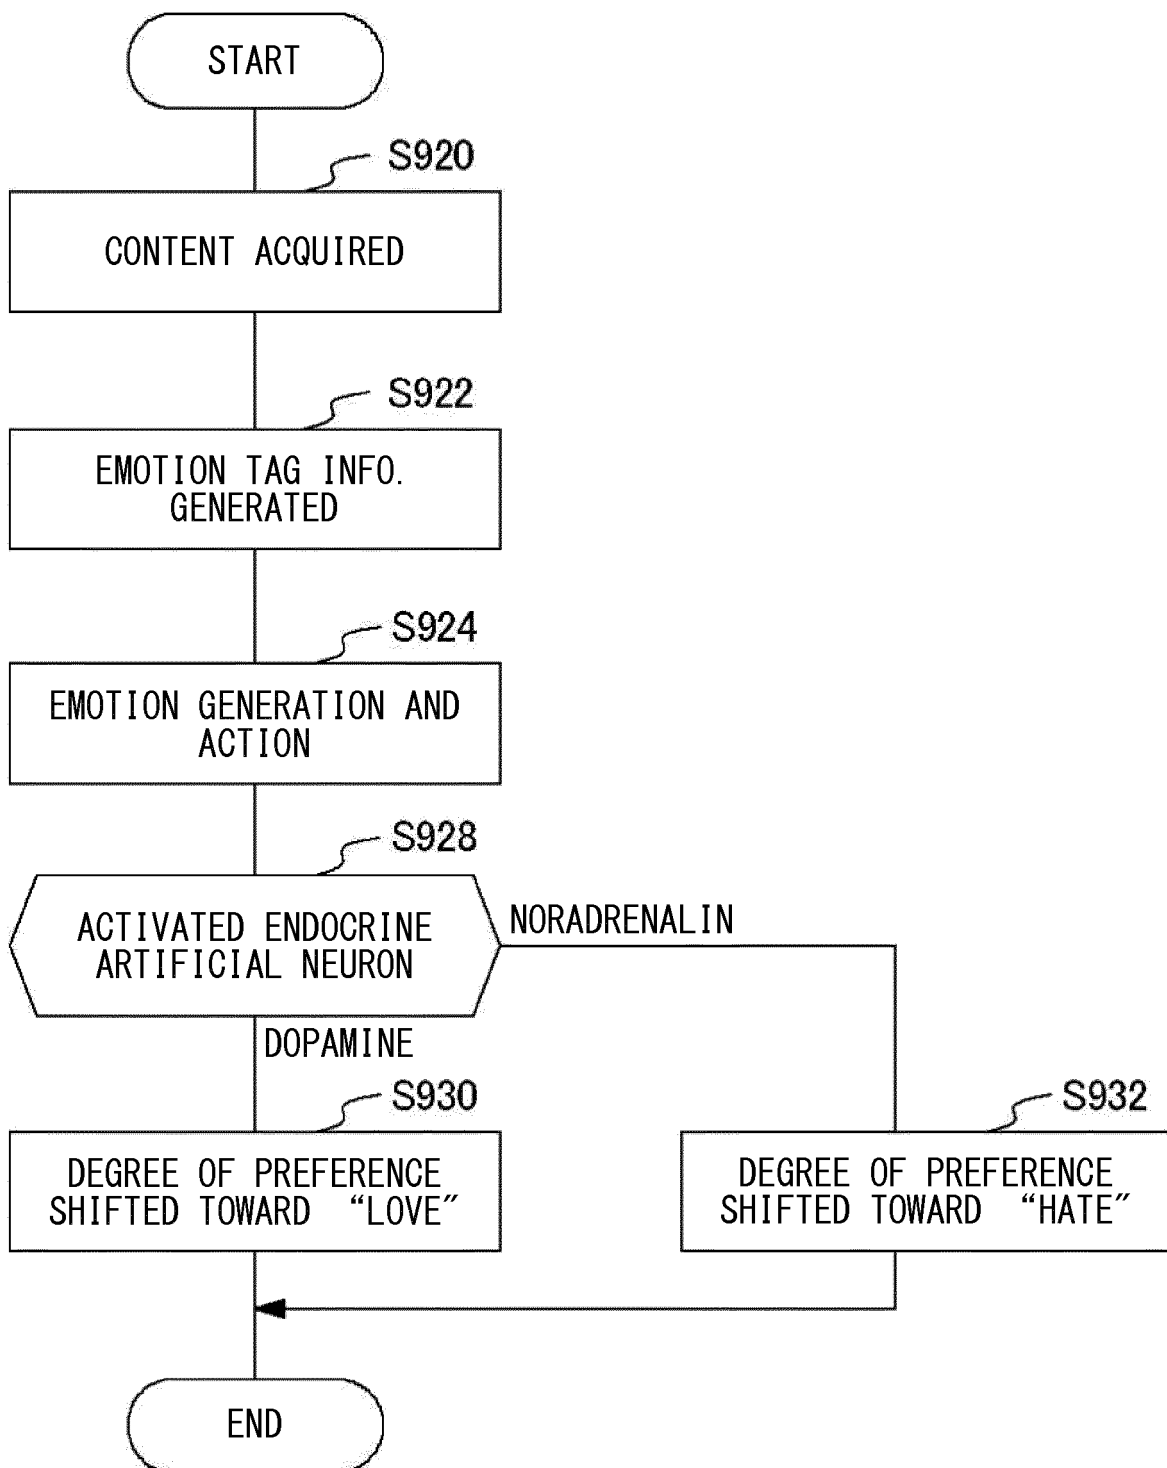 START
S920
CONTENT ACQUIRED
S922
EMOTION TAG INFO.
GENERATED
S924
EMOTION GENERATION AND
ACTION
S928
ACTIVATED ENDOCRINE
ARTIFICIAL NEURON
NORADRENALIN
DOPAMINE
S930
DEGREE OF PREFERENCE
SHIFTED TOWARD “LOVE”
S932
DEGREE OF PREFERENCE
SHIFTED TOWARD “HATE”
END